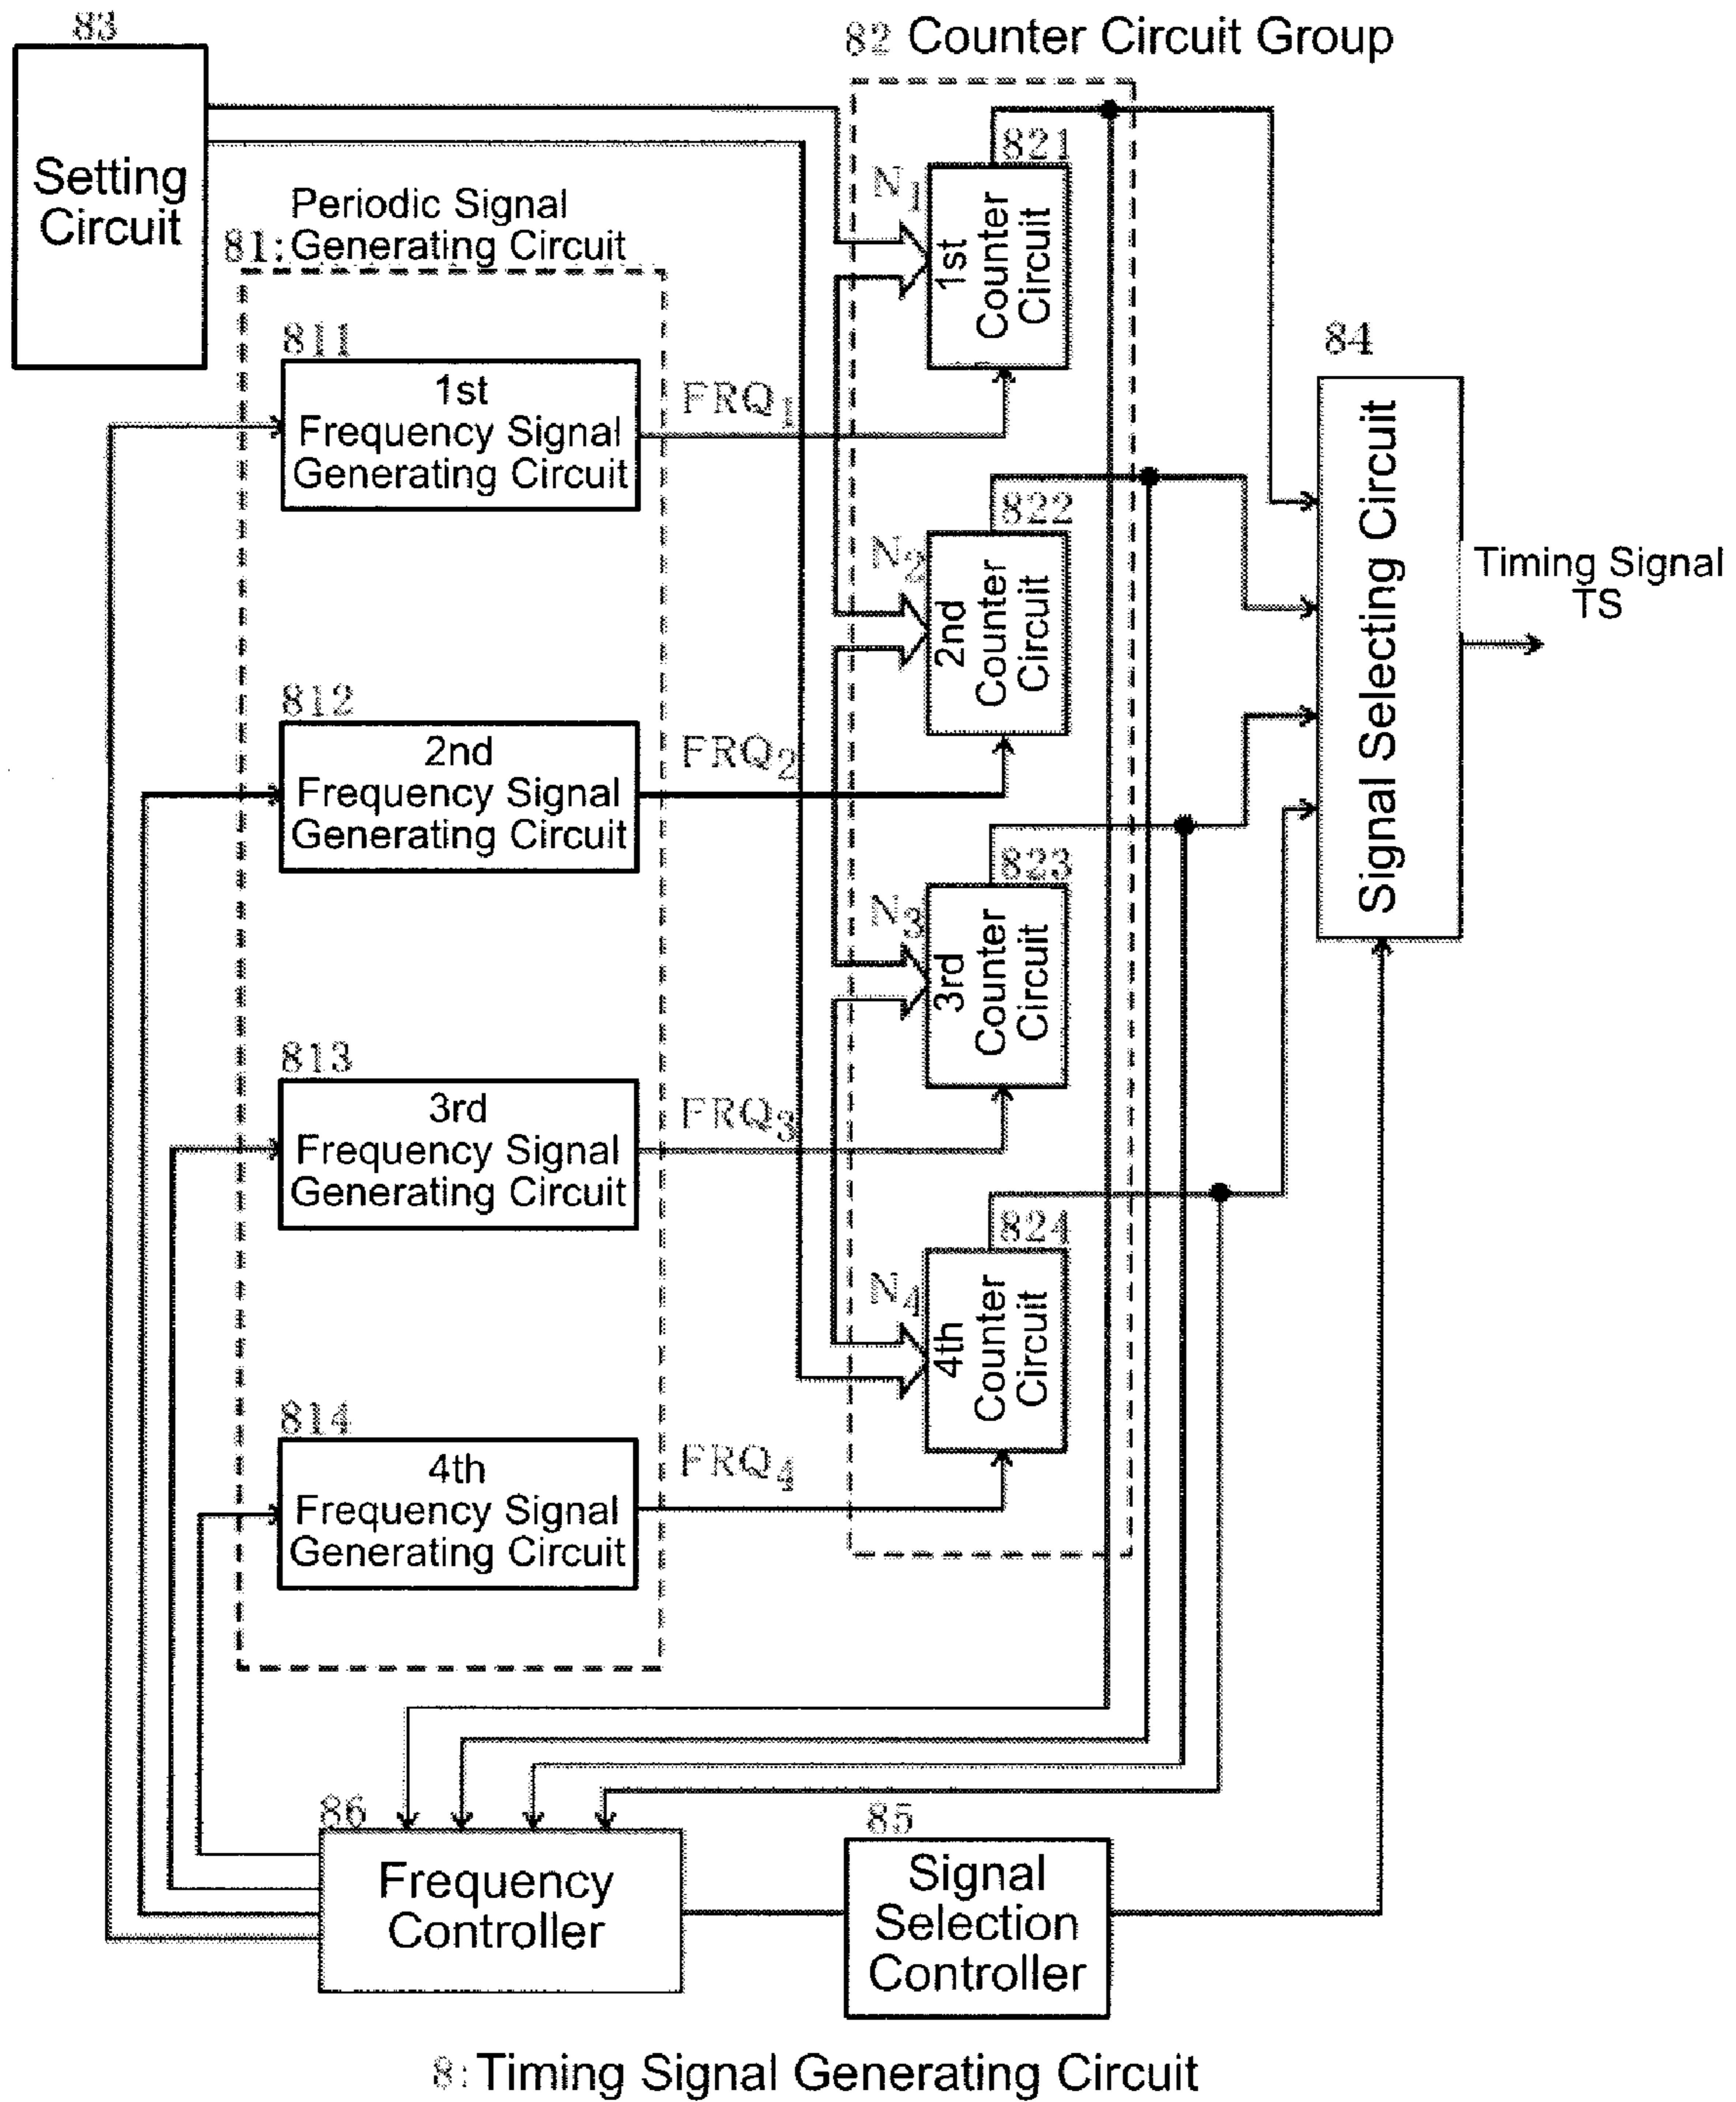 83
Setting
Circuit
82 Counter Circuit Group
Periodic Signal
81: Generating Circuit
821
N1
1st
Counter
Circuit
811
1st
Frequency Signal
Generating Circuit
FRQ1
84
Signal Selecting Circuit
Timing Signal
TS
822
N2
2nd
Counter
Circuit
812
2nd
Frequency Signal
Generating Circuit
FRQ2
823
N3
3rd
Counter
Circuit
813
3rd
Frequency Signal
Generating Circuit
FRQ3
824
N4
4th
Counter
Circuit
814
4th
Frequency Signal
Generating Circuit
FRQ4
86
Frequency
Controller
85
Signal
Selection
Controller
8: Timing Signal Generating Circuit